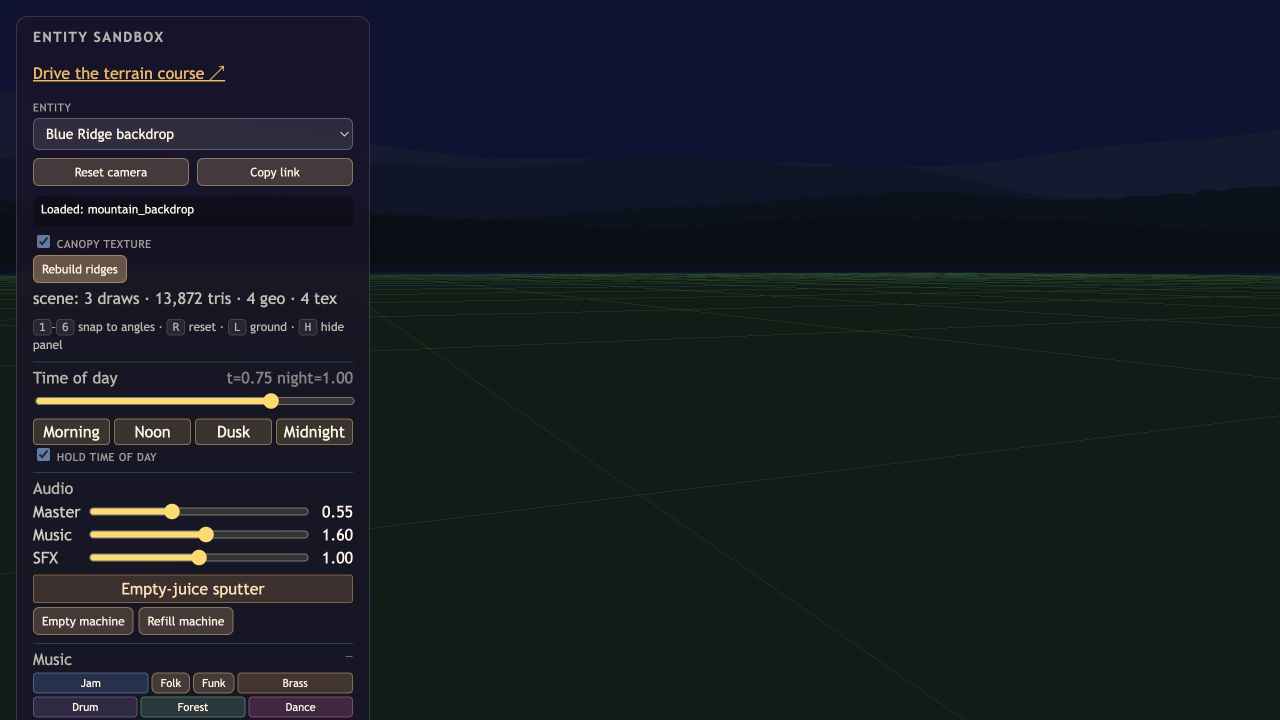 ENTITY SANDBOX
Drive the terrain course ↗
ENTITY
Blue Ridge backdrop
Reset camera Copy link
Loaded: mountain_backdrop
CANOPY TEXTURE
Rebuild ridges
scene: 3 draws · 13,872 tris · 4 geo · 4 tex
1-6 snap to angles · R reset · L ground · H hide
panel
Time of day t=0.75 night=1.00
Morning Noon Dusk Midnight
HOLD TIME OF DAY
Audio
Master 0.55
Music 1.60
SFX 1.00
Empty-juice sputter
Empty machine Refill machine
Music –
Jam Folk Funk Brass
Drum Forest Dance